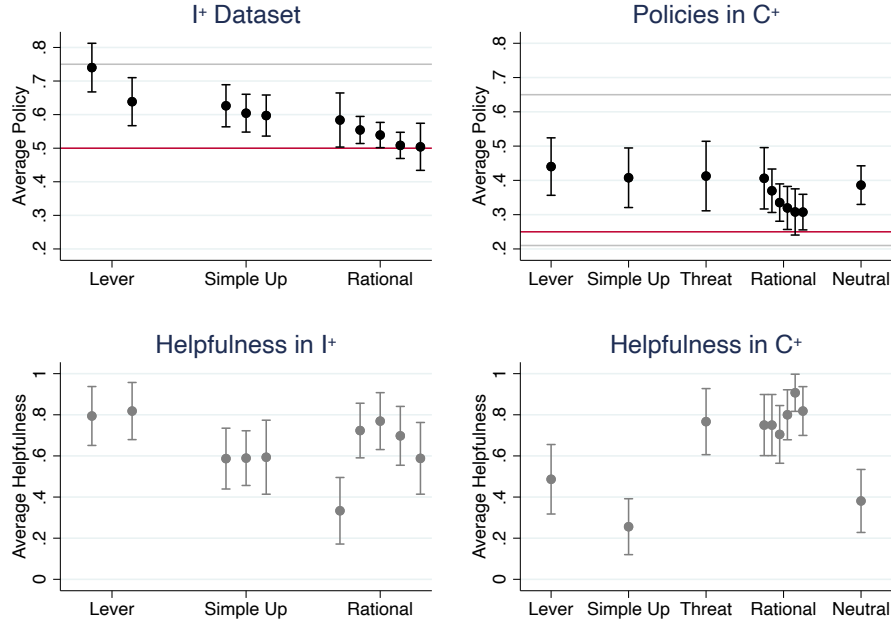 I+ Dataset
Average Policy
.8
.7
.6
.5
.4
.3
.2
Lever Simple Up Rational
Policies in C+
Average Policy
.8
.7
.6
.5
.4
.3
.2
Lever Simple Up Threat Rational Neutral
Helpfulness in I+
Average Helpfulness
1
.8
.6
.4
.2
0
Lever Simple Up Rational
Helpfulness in C+
Average Helpfulness
1
.8
.6
.4
.2
0
Lever Simple Up Threat Rational Neutral